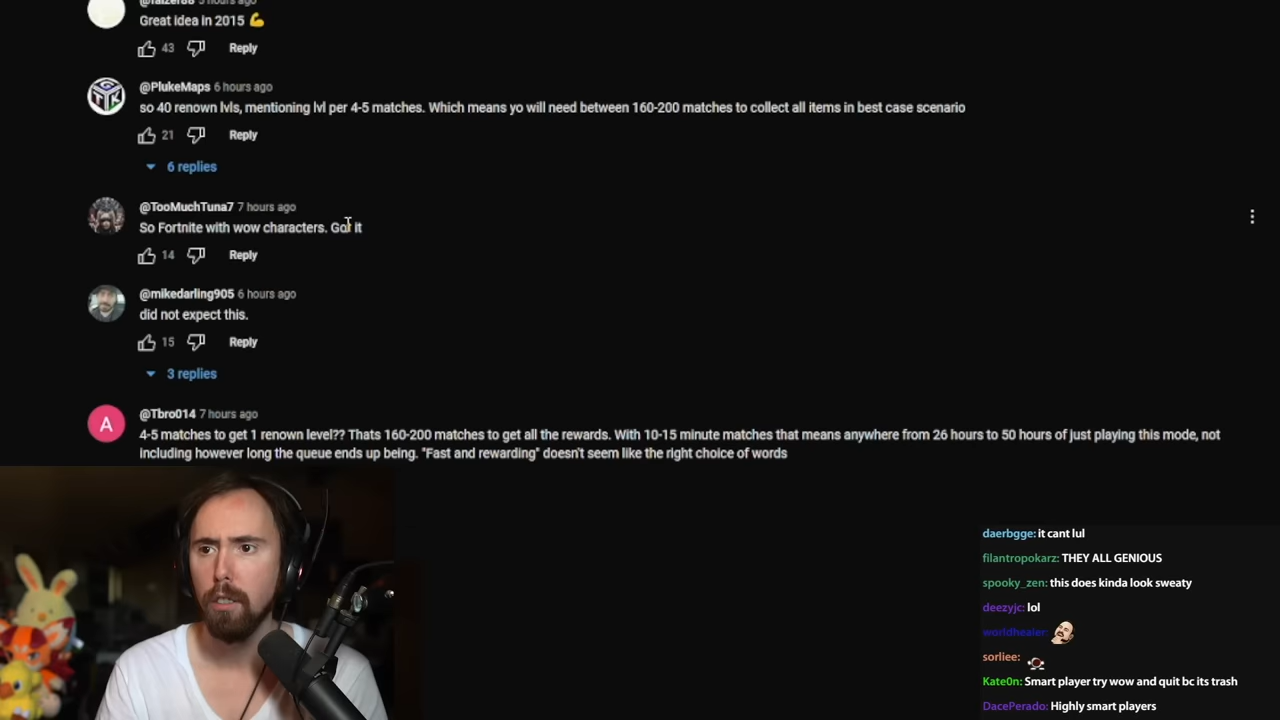 @faizer88 5 hours ago
Great idea in 2015 💪
43 Reply
@PlukeMaps 6 hours ago
so 40 renown lvls, mentioning lvl per 4-5 matches. Which means yo will need between 160-200 matches to collect all items in best case scenario
21 Reply
6 replies
@TooMuchTuna7 7 hours ago
So Fortnite with wow characters. Got it
14 Reply
@mikedarling905 6 hours ago
did not expect this.
15 Reply
3 replies
A
@Tbro014 7 hours ago
4-5 matches to get 1 renown level?? Thats 160-200 matches to get all the rewards. With 10-15 minute matches that means anywhere from 26 hours to 50 hours of just playing this mode, not
including however long the queue ends up being. "Fast and rewarding" doesn't seem like the right choice of words
daerbgge: it cant lul
filantropokarz: THEY ALL GENIOUS
spooky_zen: this does kinda look sweaty
deezyjc: lol
worldhealer:
sorliee:
Kate0n: Smart player try wow and quit bc its trash
DacePerado: Highly smart players